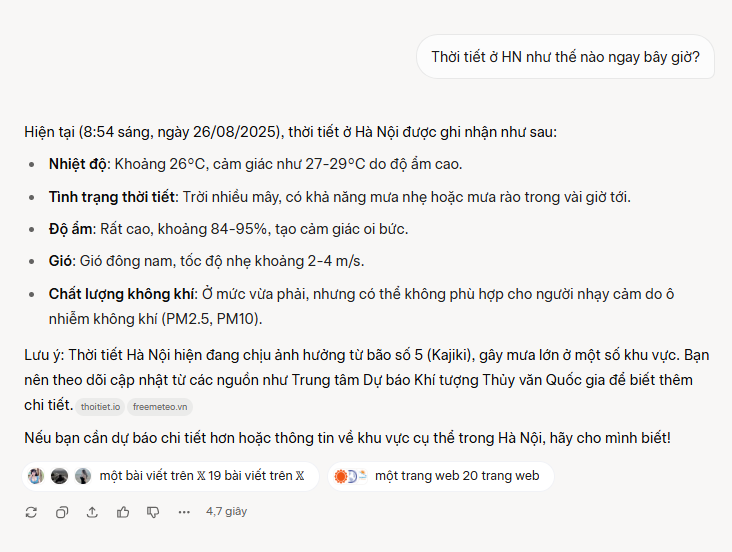 Thời tiết ở HN như thế nào ngay bây giờ?
Hiện tại (8:54 sáng, ngày 26/08/2025), thời tiết ở Hà Nội được ghi nhận như sau:
• Nhiệt độ: Khoảng 26°C, cảm giác như 27-29°C do độ ẩm cao.
• Tình trạng thời tiết: Trời nhiều mây, có khả năng mưa nhẹ hoặc mưa rào trong vài giờ tới.
• Độ ẩm: Rất cao, khoảng 84-95%, tạo cảm giác oi bức.
• Gió: Gió đông nam, tốc độ nhẹ khoảng 2-4 m/s.
• Chất lượng không khí: Ở mức vừa phải, nhưng có thể không phù hợp cho người nhạy cảm do ô
nhiễm không khí (PM2.5, PM10).
Lưu ý: Thời tiết Hà Nội hiện đang chịu ảnh hưởng từ bão số 5 (Kajiki), gây mưa lớn ở một số khu vực. Bạn
nên theo dõi cập nhật từ các nguồn như Trung tâm Dự báo Khí tượng Thủy văn Quốc gia để biết thêm
chi tiết. thoitiet.io freemeteo.vn
Nếu bạn cần dự báo chi tiết hơn hoặc thông tin về khu vực cụ thể trong Hà Nội, hãy cho mình biết!
một bài viết trên 𝕏 19 bài viết trên 𝕏 một trang web 20 trang web
4,7 giây